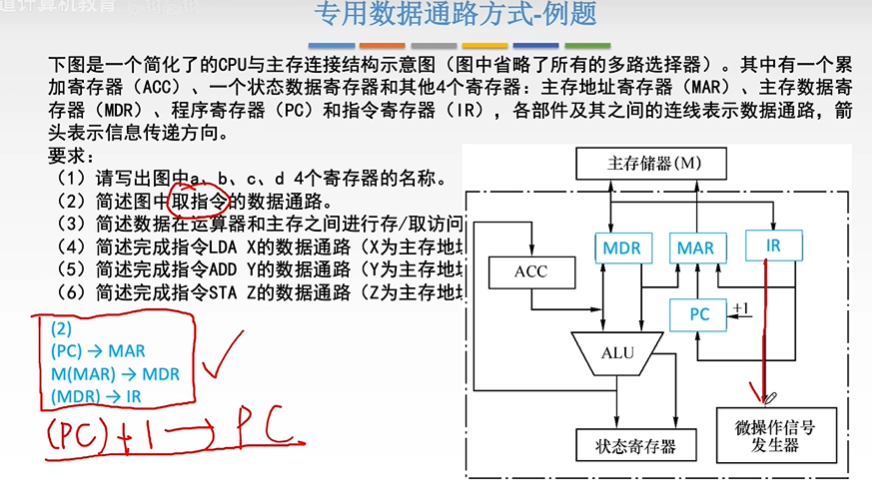 道计算机教育
专用数据通路方式-例题
下图是一个简化了的CPU与主存连接结构示意图（图中省略了所有的多路选择器）。其中有一个累
加寄存器（ACC）、一个状态数据寄存器和其他4个寄存器：主存地址寄存器（MAR）、主存数据寄
存器（MDR）、程序寄存器（PC）和指令寄存器（IR），各部件及其之间的连线表示数据通路，箭
头表示信息传递方向。
要求：
（1）请写出图中a、b、c、d 4个寄存器的名称。
（2）简述图中取指令的数据通路。
（3）简述数据在运算器和主存之间进行存/取访问
（4）简述完成指令LDA X的数据通路（X为主存地址
（5）简述完成指令ADD Y的数据通路（Y为主存地址
（6）简述完成指令STA Z的数据通路（Z为主存地址
主存储器(M)
MDR
MAR
IR
ACC
PC
+1
ALU
状态寄存器
微操作信号
发生器
(2)
(PC) → MAR
M(MAR) → MDR
(MDR) → IR
(PC)+1 → PC